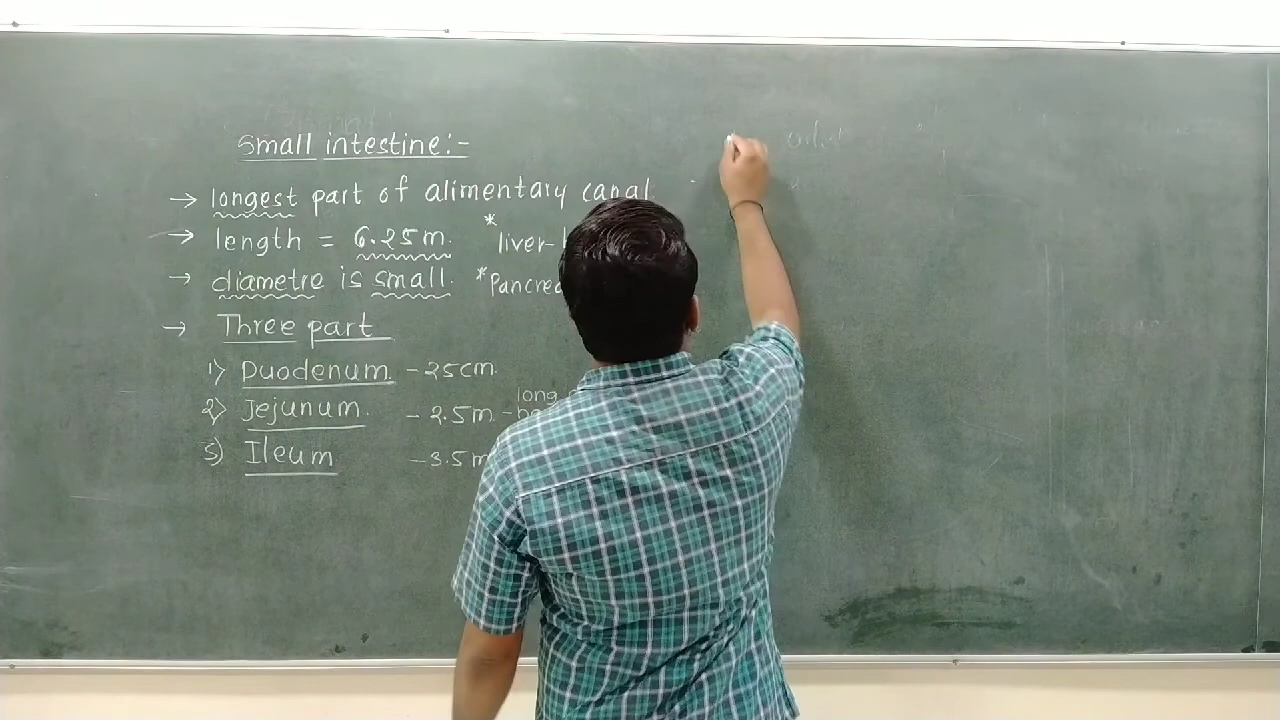 Small intestine:-
→ longest part of alimentary canal
→ length = 6.25m. * liver-
→ diametre is small. *Pancrea
→ Three part
1) Duodenum - 25cm.
2) Jejunum. - 2.5m - long
3) Ileum - 3.5m